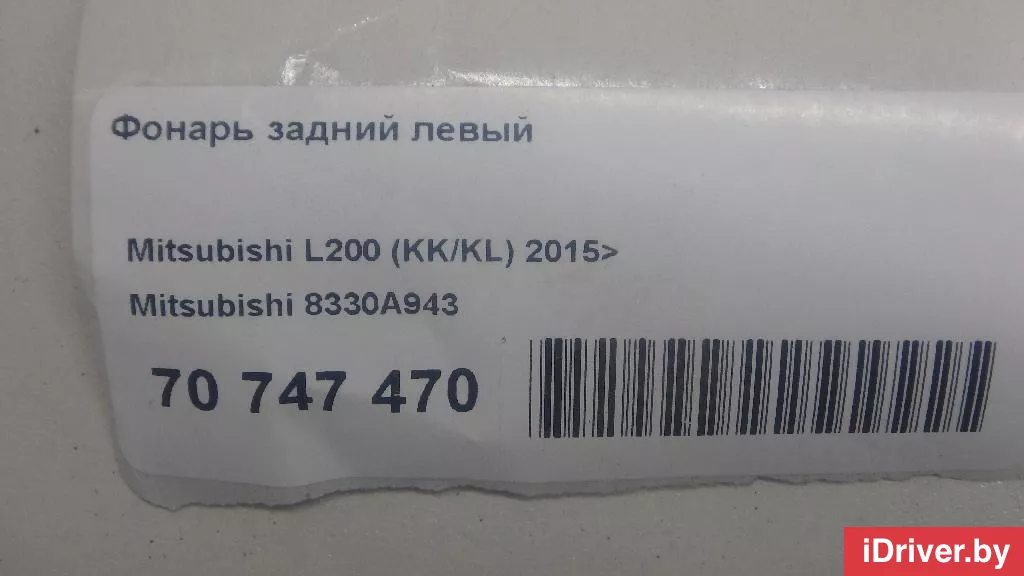 Фонарь задний левый
Mitsubishi L200 (KK/KL) 2015>
Mitsubishi 8330A943
70 747 470
iDriver.by